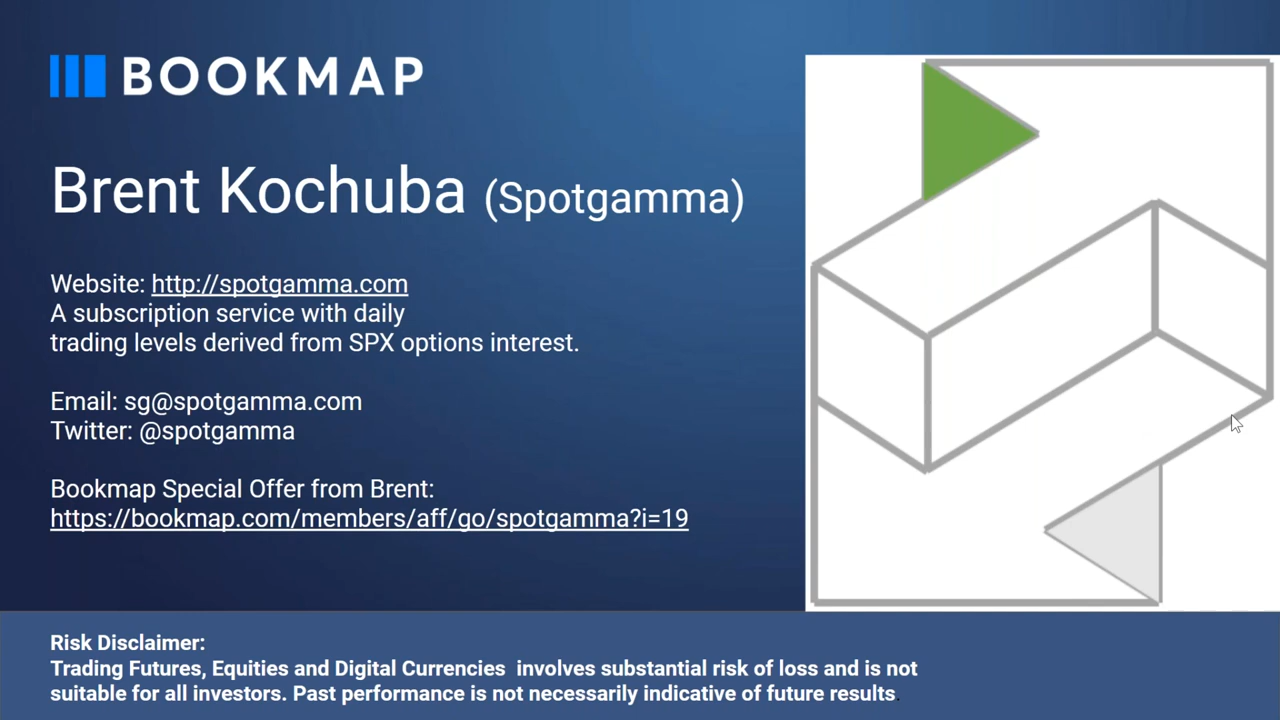 BOOKMAP
Brent Kochuba (Spotgamma)
Website: http://spotgamma.com
A subscription service with daily
trading levels derived from SPX options interest.
Email: sg@spotgamma.com
Twitter: @spotgamma
Bookmap Special Offer from Brent:
https://bookmap.com/members/aff/go/spotgamma?i=19
Risk Disclaimer:
Trading Futures, Equities and Digital Currencies  involves substantial risk of loss and is not
suitable for all investors. Past performance is not necessarily indicative of future results.